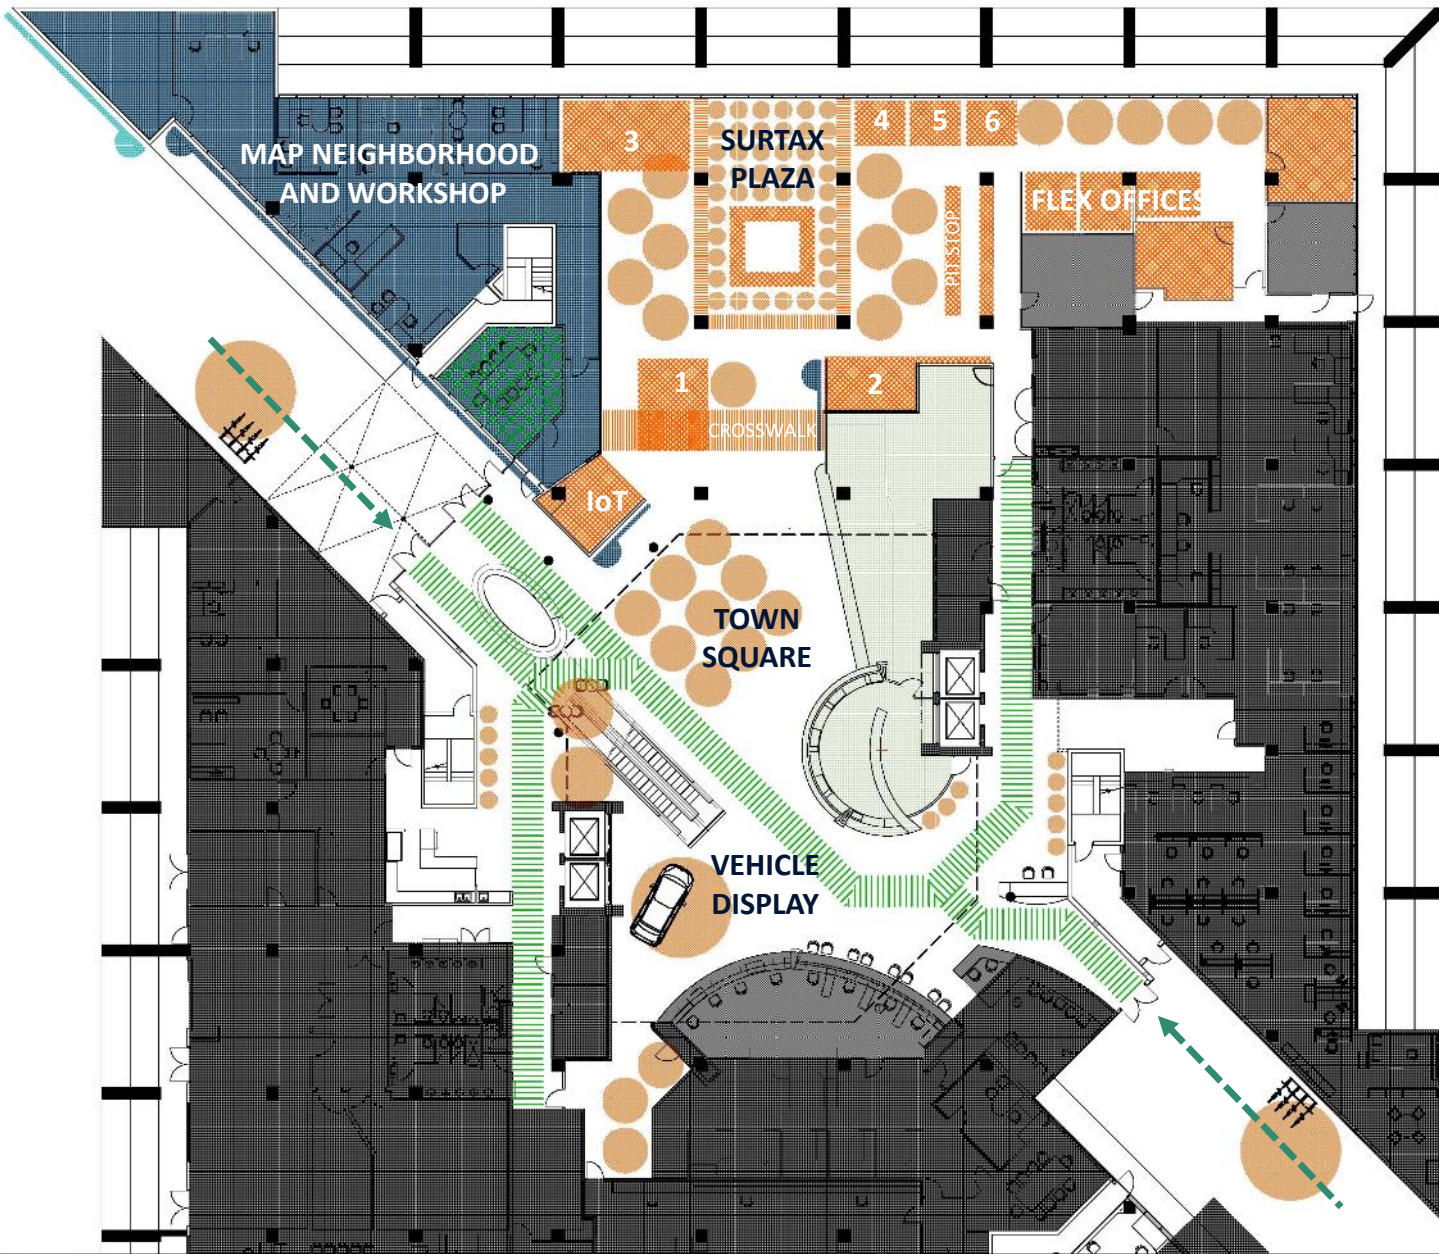 MAP NEIGHBORHOOD
AND WORKSHOP
3
SURTAX
PLAZA
4
5
6
FLEX OFFICES
PIT STOP
1
2
CROSSWALK
IoT
TOWN
SQUARE
VEHICLE
DISPLAY